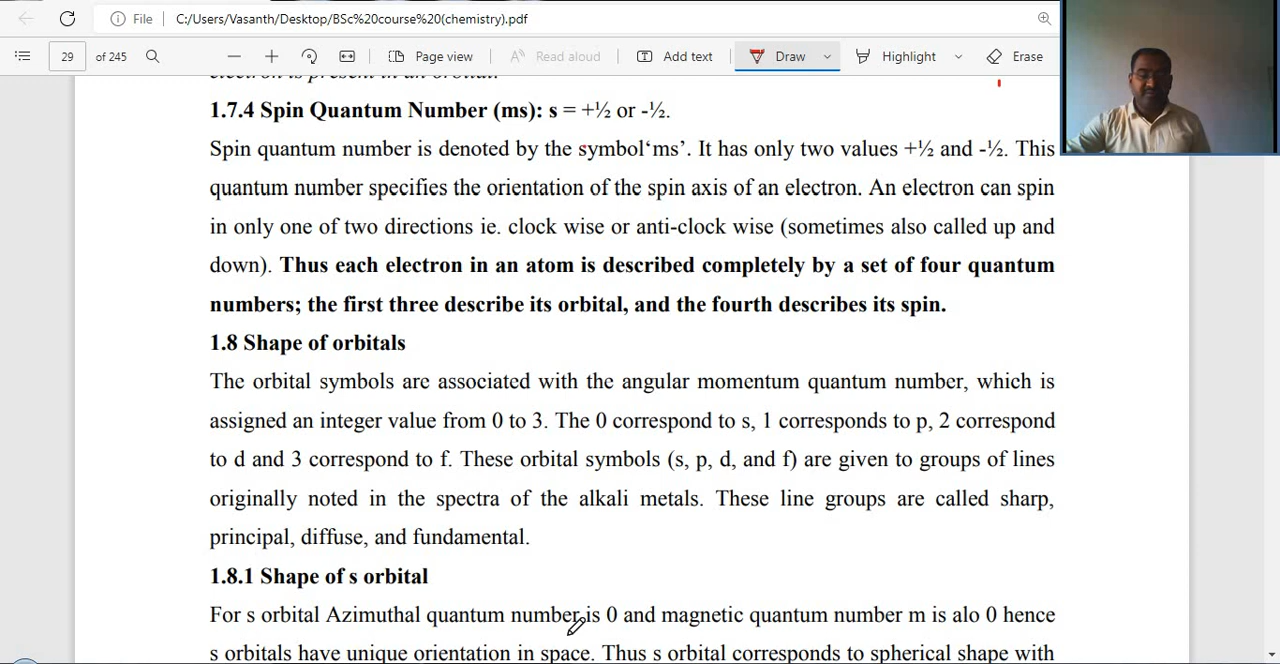 File C:/Users/Vasanth/Desktop/BSc%20course%20(chemistry).pdf
29 of 245 Page view Read aloud Add text Draw Highlight Erase
electron is present in an orbital.
1.7.4 Spin Quantum Number (ms): s = +½ or -½.
Spin quantum number is denoted by the symbol‘ms’. It has only two values +½ and -½. This
quantum number specifies the orientation of the spin axis of an electron. An electron can spin
in only one of two directions ie. clock wise or anti-clock wise (sometimes also called up and
down). Thus each electron in an atom is described completely by a set of four quantum
numbers; the first three describe its orbital, and the fourth describes its spin.
1.8 Shape of orbitals
The orbital symbols are associated with the angular momentum quantum number, which is
assigned an integer value from 0 to 3. The 0 correspond to s, 1 corresponds to p, 2 correspond
to d and 3 correspond to f. These orbital symbols (s, p, d, and f) are given to groups of lines
originally noted in the spectra of the alkali metals. These line groups are called sharp,
principal, diffuse, and fundamental.
1.8.1 Shape of s orbital
For s orbital Azimuthal quantum number is 0 and magnetic quantum number m is alo 0 hence
s orbitals have unique orientation in space. Thus s orbital corresponds to spherical shape with